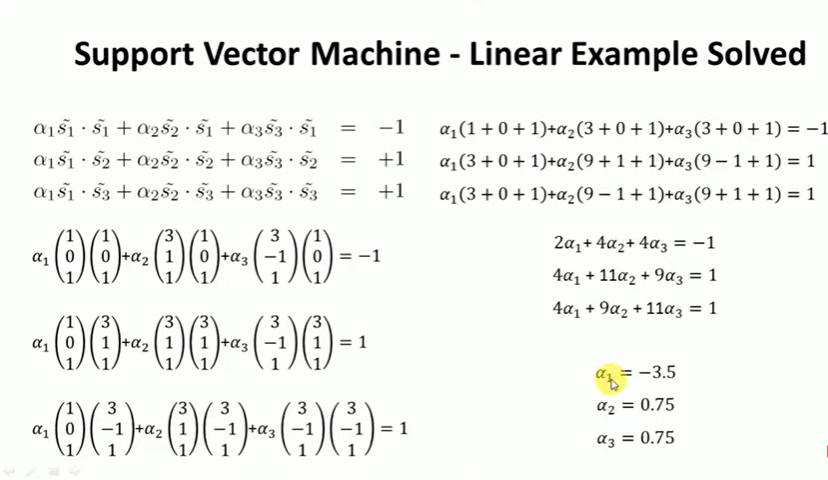 Support Vector Machine - Linear Example Solved
α₁s̃₁ · s̃₁ + α₂s̃₂ · s̃₁ + α₃s̃₃ · s̃₁ = −1
α₁s̃₁ · s̃₂ + α₂s̃₂ · s̃₂ + α₃s̃₃ · s̃₂ = +1
α₁s̃₁ · s̃₃ + α₂s̃₂ · s̃₃ + α₃s̃₃ · s̃₃ = +1
α₁(1 0 1)(1 0 1)+α₂(3 1 1)(1 0 1)+α₃(3 −1 1)(1 0 1) = −1
α₁(1 0 1)(3 1 1)+α₂(3 1 1)(3 1 1)+α₃(3 −1 1)(3 1 1) = 1
α₁(1 0 1)(3 −1 1)+α₂(3 1 1)(3 −1 1)+α₃(3 −1 1)(3 −1 1) = 1
α₁(1 + 0 + 1)+α₂(3 + 0 + 1)+α₃(3 + 0 + 1) = −1
α₁(3 + 0 + 1)+α₂(9 + 1 + 1)+α₃(9 − 1 + 1) = 1
α₁(3 + 0 + 1)+α₂(9 − 1 + 1)+α₃(9 + 1 + 1) = 1
2α₁+ 4α₂+ 4α₃ = −1
4α₁ + 11α₂ + 9α₃ = 1
4α₁ + 9α₂ + 11α₃ = 1
α₁ = −3.5
α₂ = 0.75
α₃ = 0.75